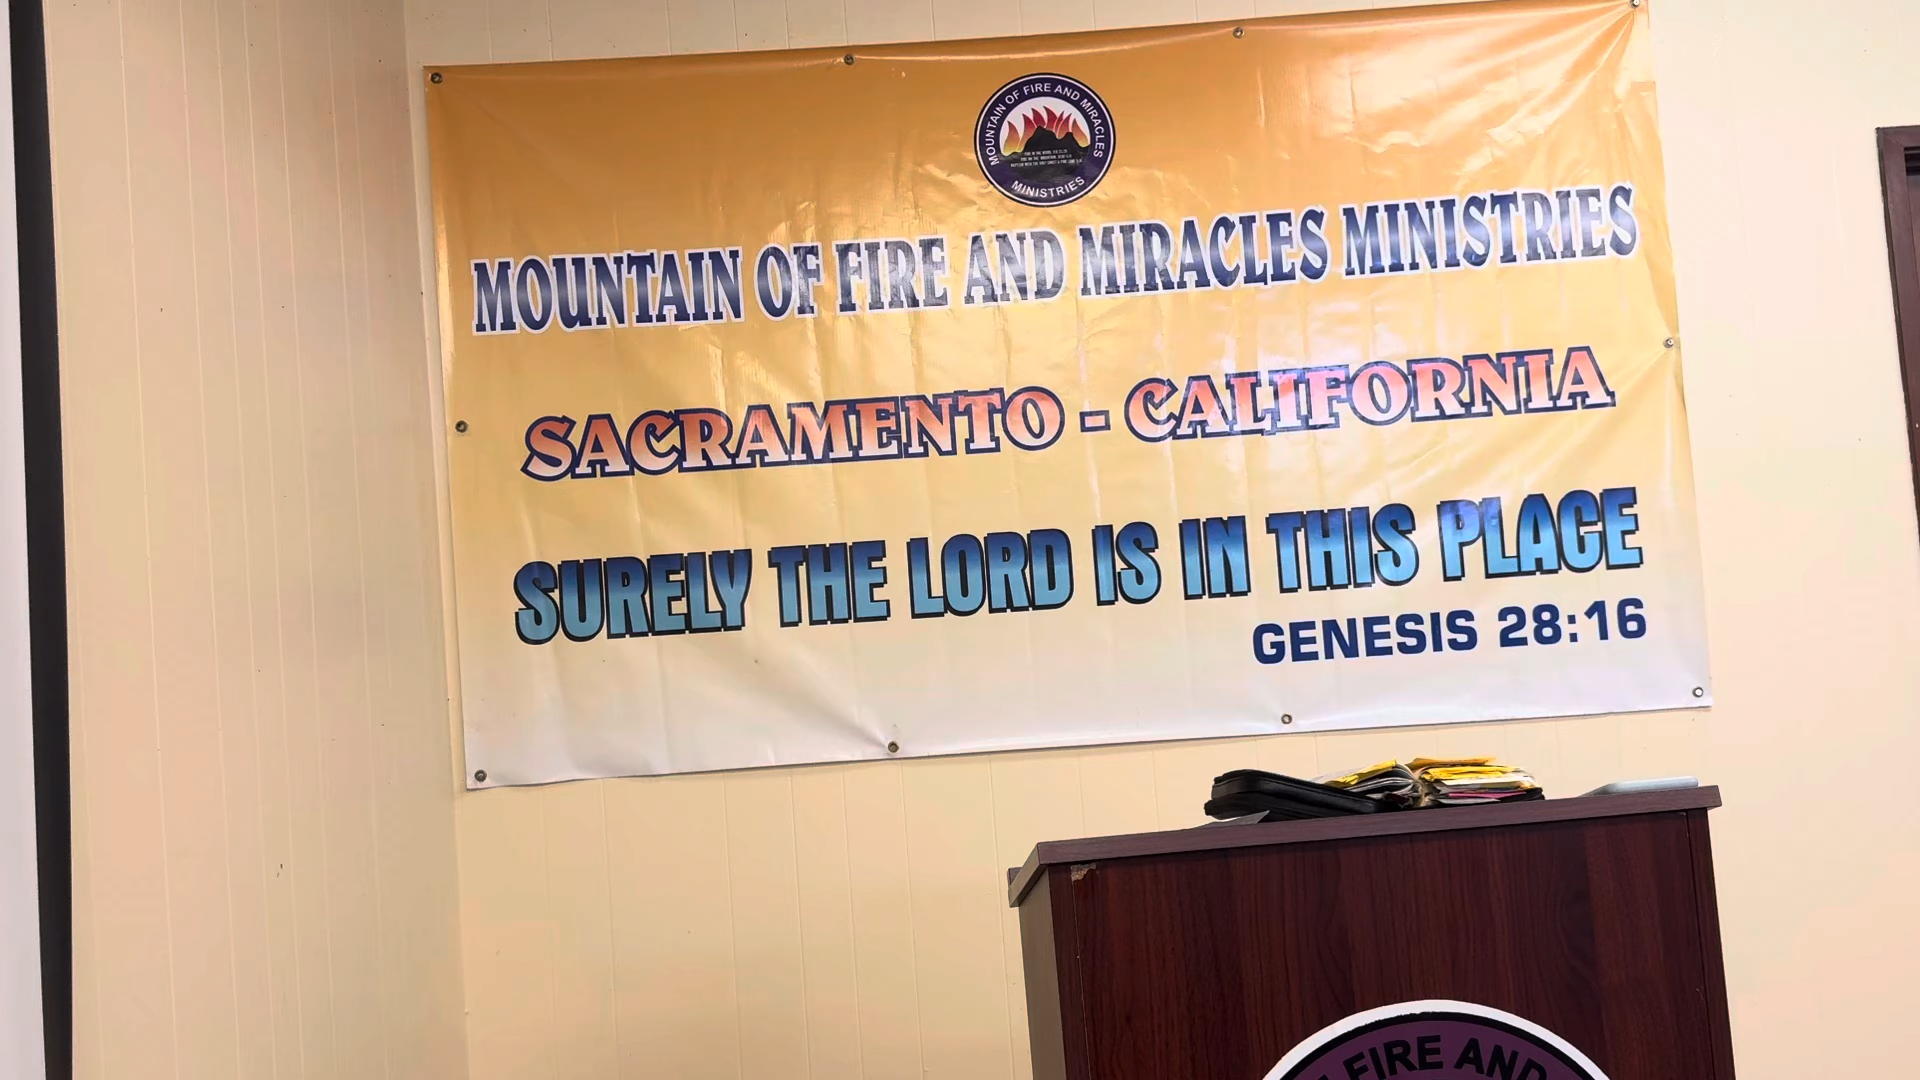 MOUNTAIN OF FIRE AND MIRACLES
MINISTRIES
MOUNTAIN OF FIRE AND MIRACLES MINISTRIES
SACRAMENTO - CALIFORNIA
SURELY THE LORD IS IN THIS PLACE
GENESIS 28:16
FIRE AND